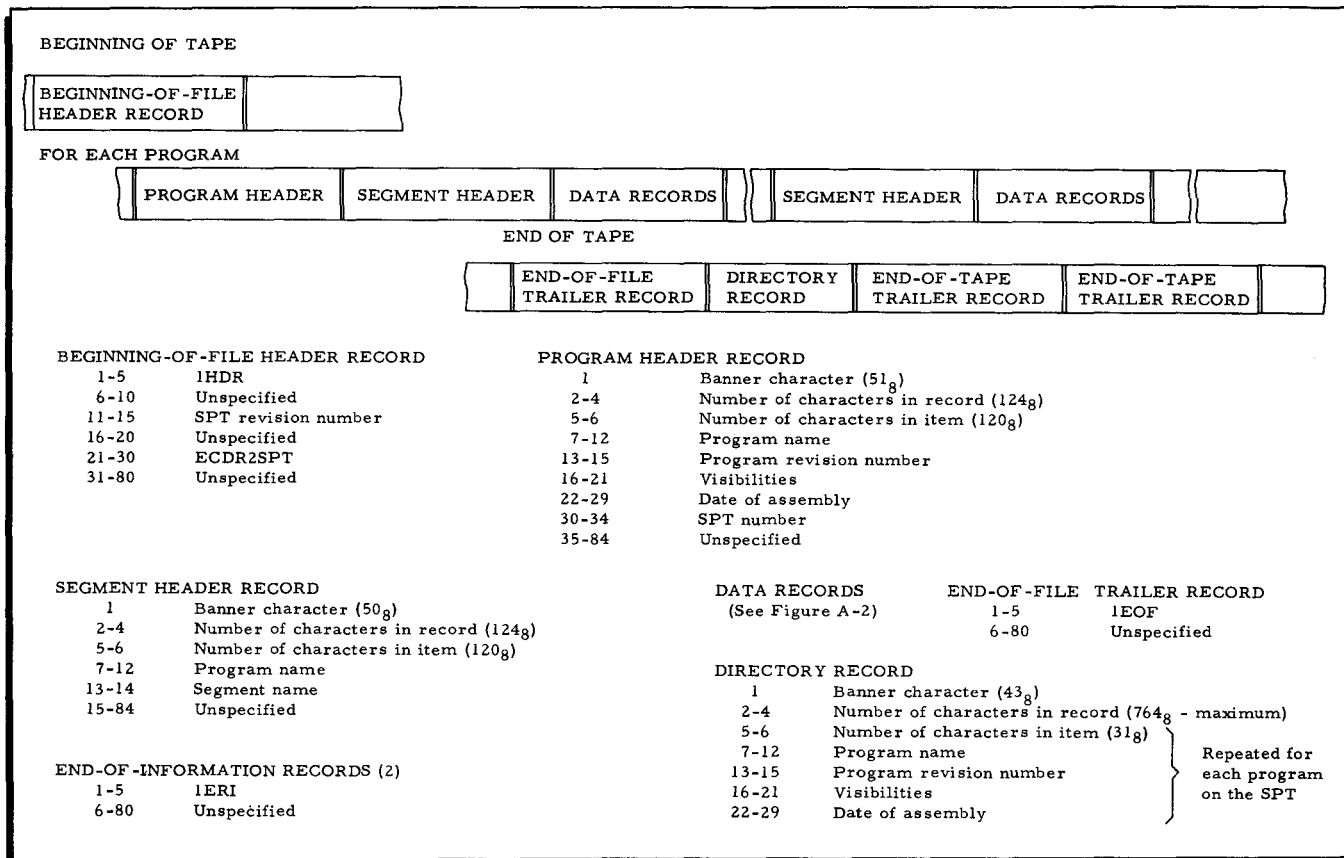 BEGINNING OF TAPE
BEGINNING-OF-FILE
HEADER RECORD
FOR EACH PROGRAM
PROGRAM HEADER SEGMENT HEADER DATA RECORDS SEGMENT HEADER DATA RECORDS
END OF TAPE
END-OF-FILE
TRAILER RECORD
DIRECTORY
RECORD
END-OF-TAPE
TRAILER RECORD
END-OF-TAPE
TRAILER RECORD
BEGINNING-OF-FILE HEADER RECORD
1-5 1HDR
6-10 Unspecified
11-15 SPT revision number
16-20 Unspecified
21-30 ECDR2SPT
31-80 Unspecified
PROGRAM HEADER RECORD
1 Banner character (51₈)
2-4 Number of characters in record (124₈)
5-6 Number of characters in item (120₈)
7-12 Program name
13-15 Program revision number
16-21 Visibilities
22-29 Date of assembly
30-34 SPT number
35-84 Unspecified
SEGMENT HEADER RECORD
1 Banner character (50₈)
2-4 Number of characters in record (124₈)
5-6 Number of characters in item (120₈)
7-12 Program name
13-14 Segment name
15-84 Unspecified
DATA RECORDS
(See Figure A-2)
END-OF-FILE TRAILER RECORD
1-5 1EOF
6-80 Unspecified
DIRECTORY RECORD
1 Banner character (43₈)
2-4 Number of characters in record (764₈ - maximum)
5-6 Number of characters in item (31₈)
7-12 Program name
13-15 Program revision number
16-21 Visibilities
22-29 Date of assembly
Repeated for
each program
on the SPT
END-OF-INFORMATION RECORDS (2)
1-5 1ERI
6-80 Unspecified